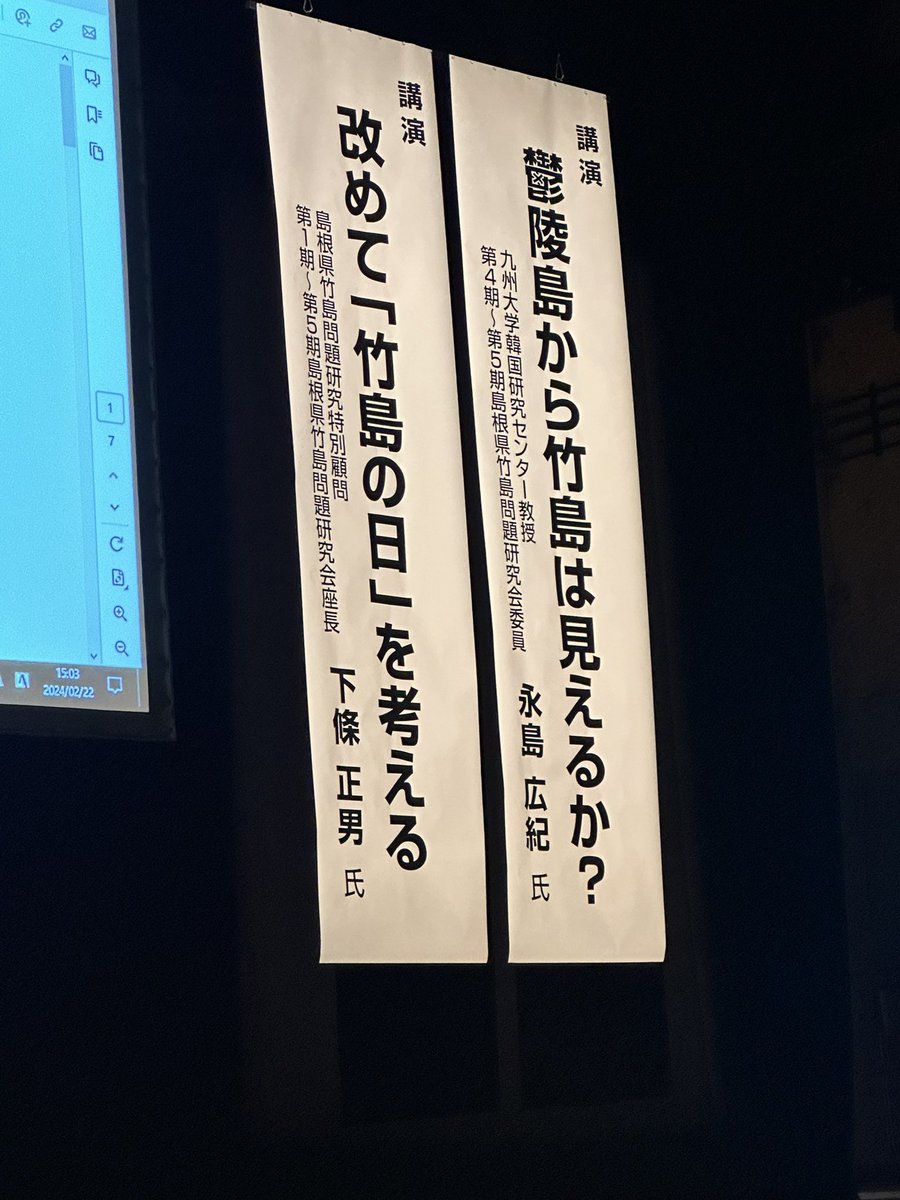 講演
鬱陵島から竹島は見えるか?
九州大学韓国研究センター教授
第4期〜第5期島根県竹島問題研究会委員
永島 広紀 氏
講演
改めて「竹島の日」を考える
島根県竹島問題研究特別顧問
第1期〜第5期島根県竹島問題研究会座長
下條 正男 氏
1
7
15:03
2024/02/22